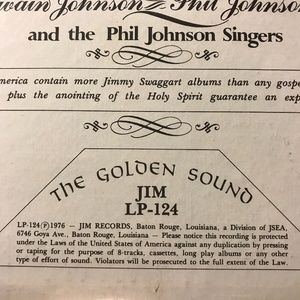 wain Johnson Phil Johnson
and the Phil Johnson Singers
merica contain more Jimmy Swaggart albums than any gospe
plus the anointing of the Holy Spirit guarantee an exp
THE GOLDEN SOUND
JIM
LP-124
LP-124 Ⓟ 1976 — JIM RECORDS, Baton Rouge, Louisiana, a Division of JSEA,
6746 Goya Ave., Baton Rouge, Louisiana — Please notice this recording is protected
under the Laws of the United States of America against any duplication by pressing
or taping for the purpose of 8-tracks, cassettes, long play albums or any other
type of effort. Violators will be prosecuted to the full extent of the Law.